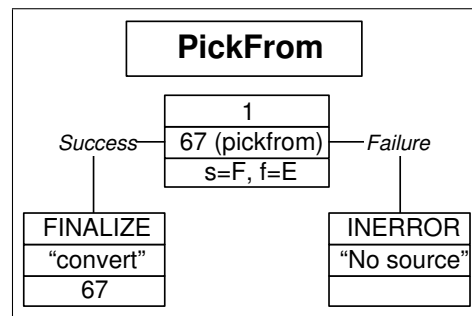 PickFrom
1
Success
67 (pickfrom)
Failure
s=F, f=E
FINALIZE
“convert”
67
INERROR
“No source”